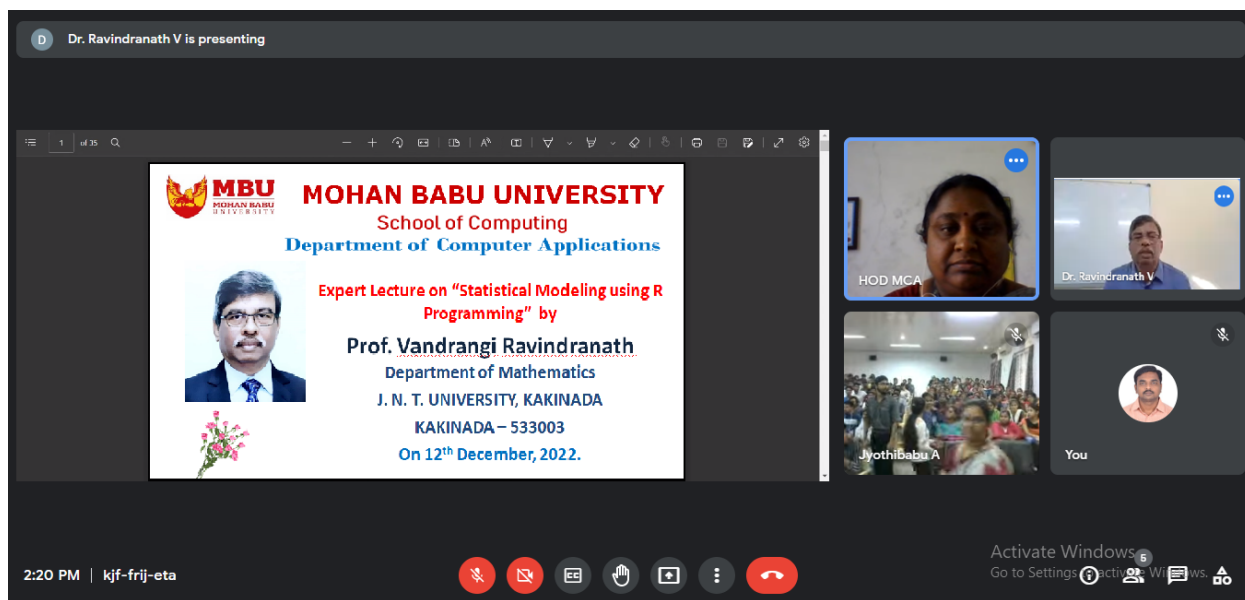 D Dr. Ravindranath V is presenting
1 of 35
MBU
MOHAN BABU
UNIVERSITY
MOHAN BABU UNIVERSITY
School of Computing
Department of Computer Applications
Expert Lecture on “Statistical Modeling using R
Programming” by
Prof. Vandrangi Ravindranath
Department of Mathematics
J. N. T. UNIVERSITY, KAKINADA
KAKINADA – 533003
On 12th December, 2022.
HOD MCA
Dr. Ravindranath V
Jyothibabu A
You
2:20 PM | kjf-frij-eta
CC
Activate Windows
5
Go to Settings to activate Windows.